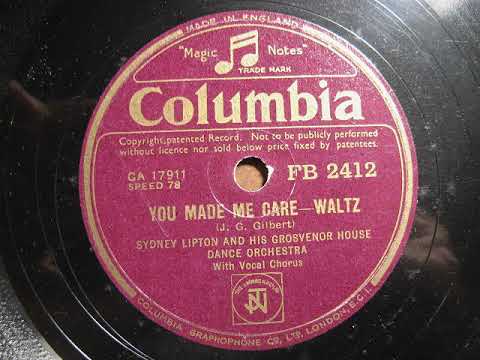 MADE IN ENGLAND
"Magic Notes"
TRADE MARK
Columbia
Copyright, patented Record. Not to be publicly performed
without licence nor sold below price fixed by patentees.
CA 17911
SPEED 78
FB 2412
YOU MADE ME CARE—WALTZ
(J. G. Gilbert)
SYDNEY LIPTON AND HIS GROSVENOR HOUSE
DANCE ORCHESTRA
With Vocal Chorus
COLUMBIA GRAPHOPHONE CO., LTD., LONDON, E.C.1.